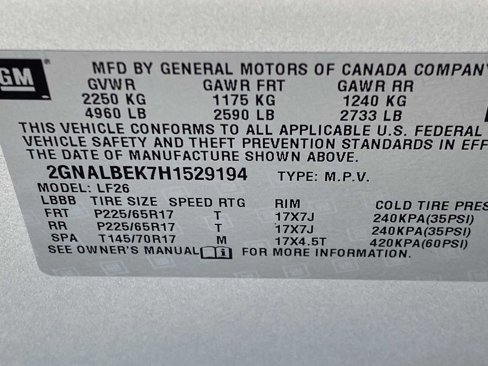 GM
MFD BY GENERAL MOTORS OF CANADA COMPANY
GVWR GAWR FRT GAWR RR
2250 KG 1175 KG 1240 KG
4960 LB 2590 LB 2733 LB
THIS VEHICLE CONFORMS TO ALL APPLICABLE U.S. FEDERAL
VEHICLE SAFETY AND THEFT PREVENTION STANDARDS IN EFF
THE DATE OF MANUFACTURE SHOWN ABOVE.
2GNALBEK7H1529194 TYPE: M.P.V.
MODEL: LF26
LBBB TIRE SIZE SPEED RTG RIM COLD TIRE PRES
FRT P225/65R17 T 17X7J 240KPA(35PSI)
RR P225/65R17 T 17X7J 240KPA(35PSI)
SPA T145/70R17 M 17X4.5T 420KPA(60PSI)
SEE OWNER'S MANUAL FOR MORE INFORMATION.